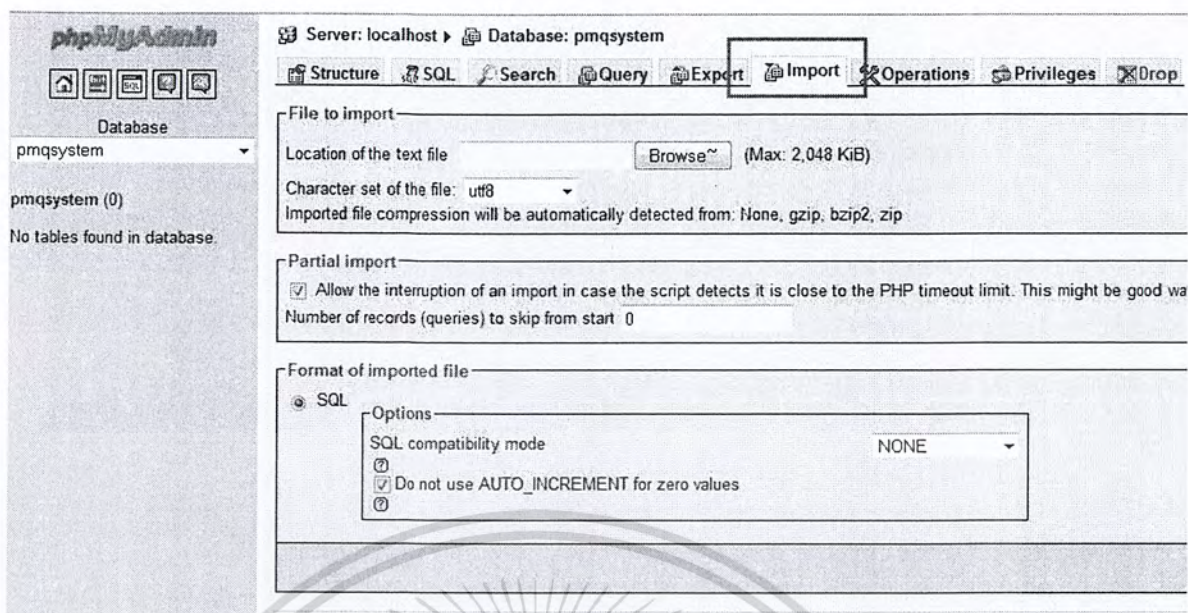 phpMyAdmin
Database
pmqsystem
pmqsystem (0)
No tables found in database.
Server: localhost ▸ Database: pmqsystem
Structure SQL Search Query Export Import Operations Privileges Drop
File to import
Location of the text file Browse~ (Max: 2,048 KiB)
Character set of the file: utf8
Imported file compression will be automatically detected from: None, gzip, bzip2, zip
Partial import
Allow the interruption of an import in case the script detects it is close to the PHP timeout limit. This might be good wa
Number of records (queries) to skip from start 0
Format of imported file
SQL
Options
SQL compatibility mode NONE
Do not use AUTO_INCREMENT for zero values